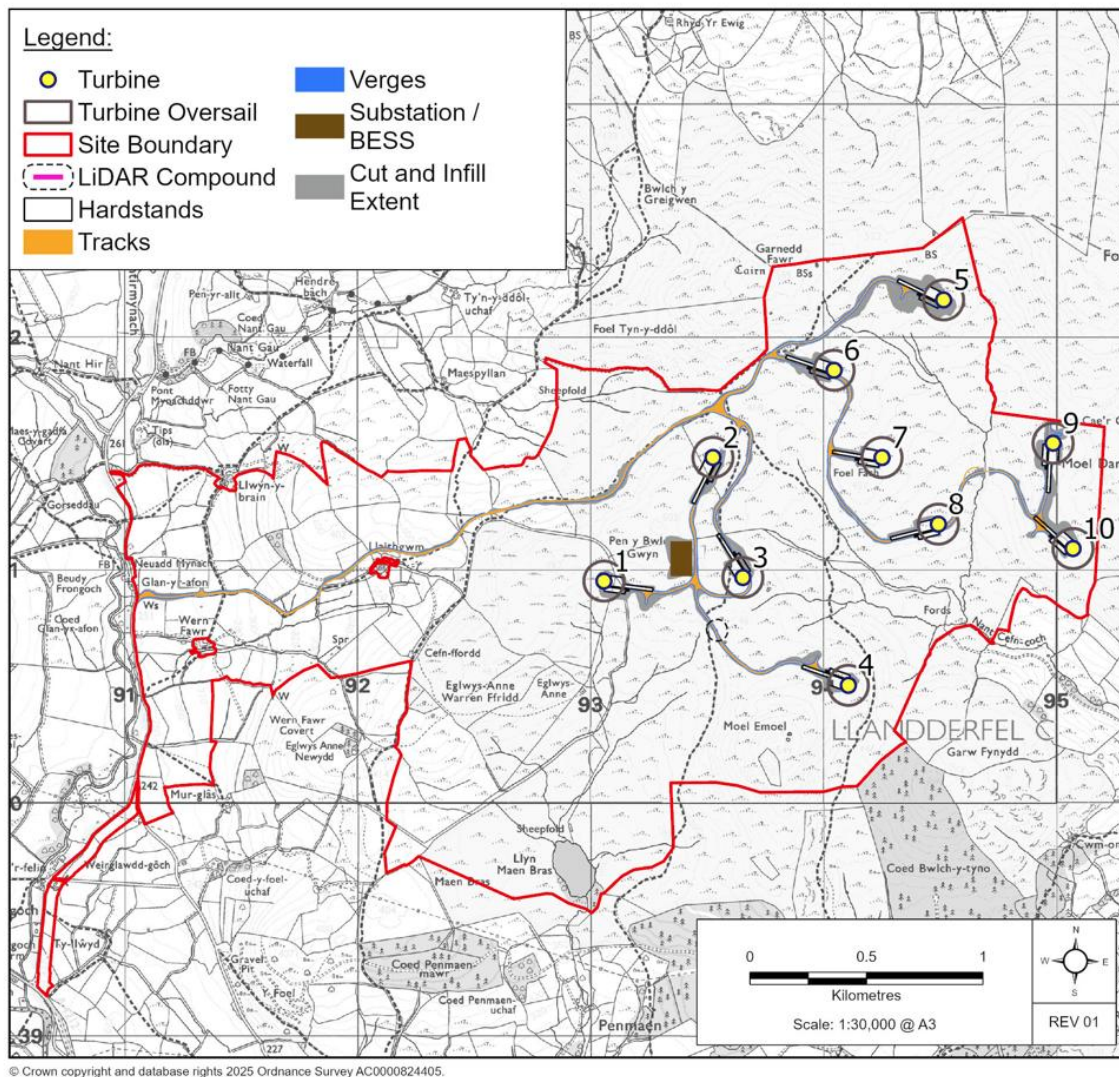 Legend:
Turbine
Turbine Oversail
Site Boundary
LiDAR Compound
Hardstands
Tracks
Verges
Substation /
BESS
Cut and Infill
Extent
BS
Rhyd Yr Ewig
Bwlch y
Greigwen
Garnedd
Fawr
Cairn
BSs
BS
Hendre
bâch
Pen-yr-allt
Coed
Nant Gau
Ty'n-y-ddôl
uchaf
Foel Tyn-y-ddôl
Nant Hir
FB
Nant Gau
Waterfall
Pont
Mynachddwr
Fotty
Nant Gau
Maespyllan
Sheepfold
Covert
Tips
(dis)
261
W
Llwyn-y-
brain
Gorseddau
FB
Neuadd Mynach
Llaithgwm
Beudy
Frongoch
Glan-yr-afon
Ws
Coed
Glan-yr-afon
Wern
Fawr
Spr
Cefn-ffordd
91
92
93
95
W
Wern Fawr
Covert
Eglwys Anne
Newydd
Eglwys-Anne
Warren Ffridd
Eglwys-
Anne
Pen y Bwlc
Gwyn
Foel Fach
Moel Emoel
Fords
Nant Cefn-coch
Garw Fynydd
LLANDDERFEL C
1
2
3
4
5
6
7
8
9
10
242
Mur-glâs
Sheepfold
Llyn
Maen Bras
Maen Bras
Weirglawdd-gôch
Coed-y-foel-
uchaf
Ty-llwyd
Gravel
Pit
Y Foel
Coed Penmaen-
mawr
Coed Penmaen-
uchaf
Penmaen
Coed Bwlch-y-tyno
39
227
0
0.5
1
Kilometres
Scale: 1:30,000 @ A3
N
W
E
S
REV 01
© Crown copyright and database rights 2025 Ordnance Survey AC0000824405.